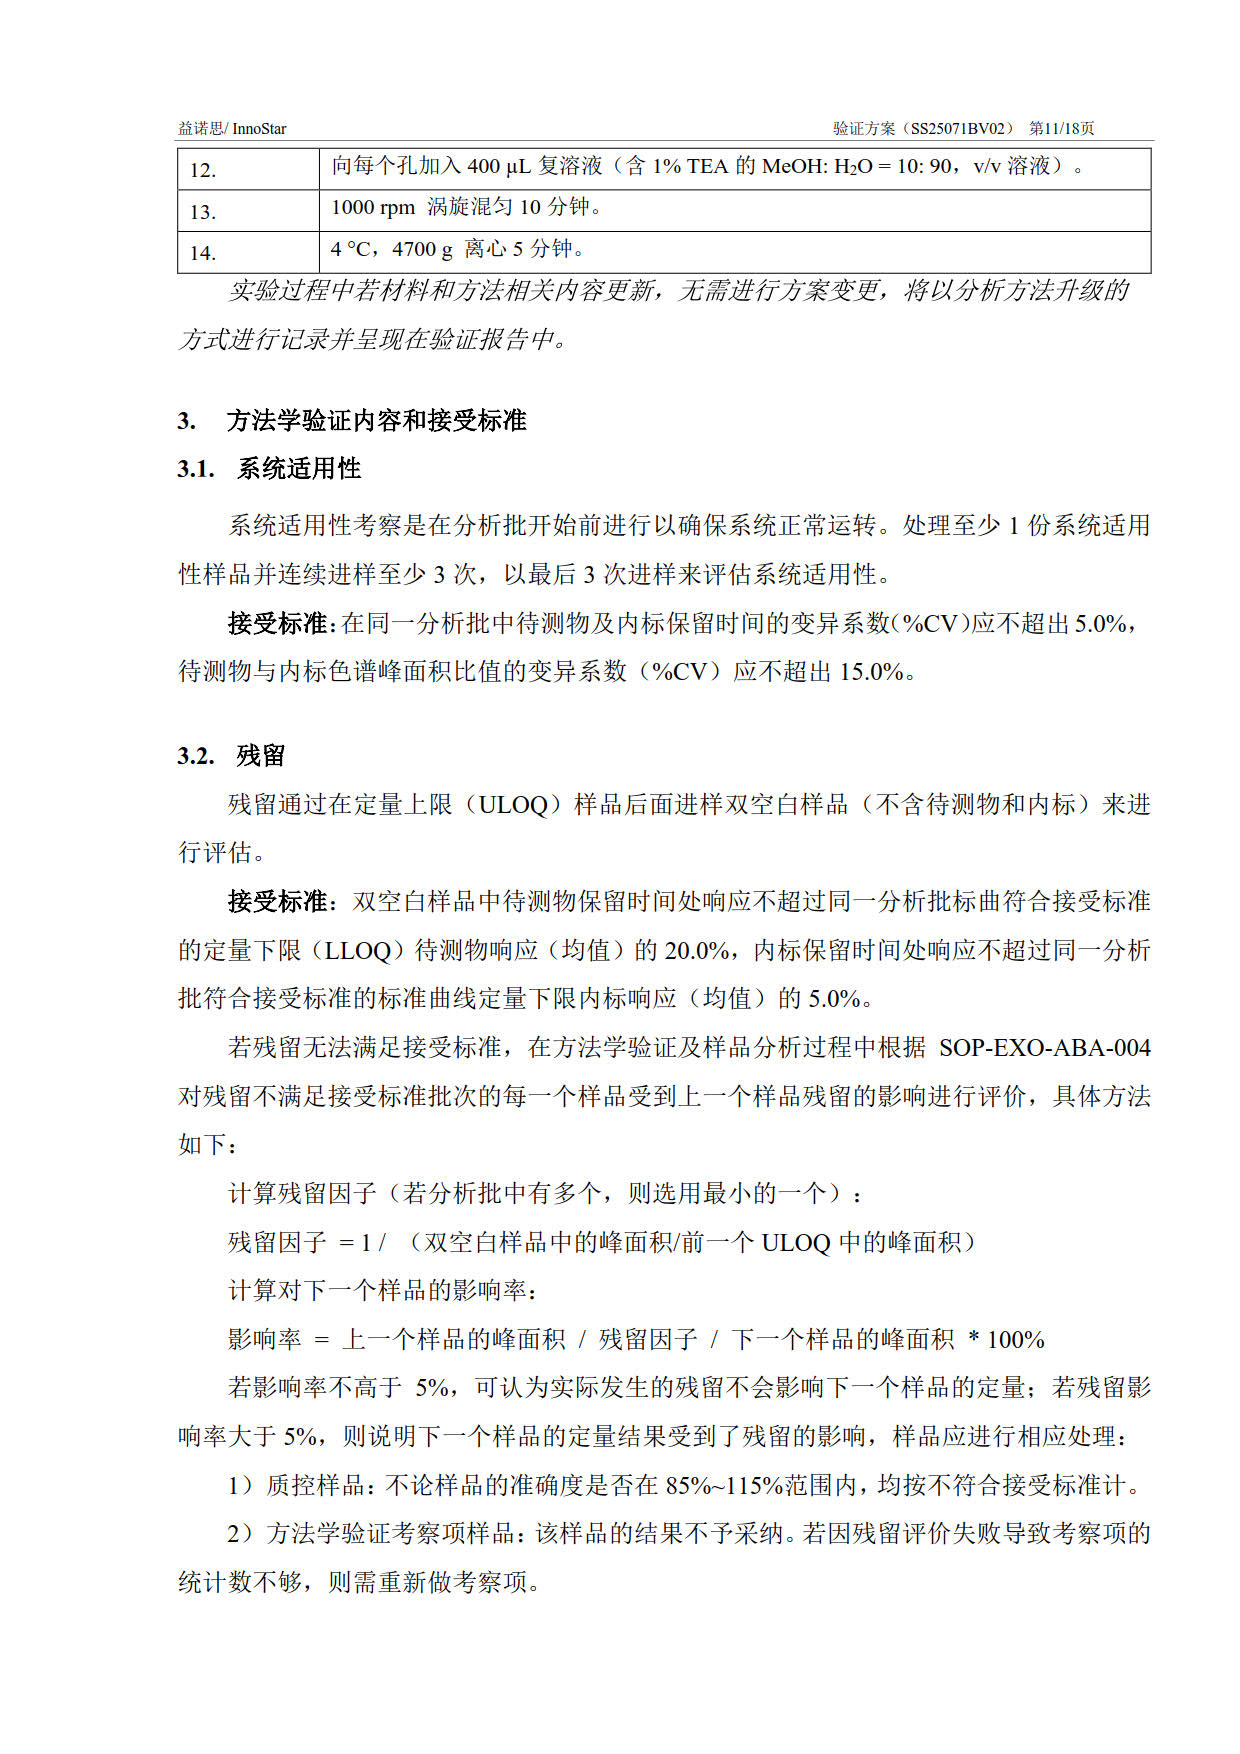 益诺思/ InnoStar 验证方案（SS25071BV02） 第11/18页
12. 向每个孔加入 400 µL 复溶液（含 1% TEA 的 MeOH: H₂O = 10: 90，v/v 溶液）。
13. 1000 rpm 涡旋混匀 10 分钟。
14. 4 °C，4700 g 离心 5 分钟。
实验过程中若材料和方法相关内容更新，无需进行方案变更，将以分析方法升级的
方式进行记录并呈现在验证报告中。
3. 方法学验证内容和接受标准
3.1. 系统适用性
系统适用性考察是在分析批开始前进行以确保系统正常运转。处理至少 1 份系统适用
性样品并连续进样至少 3 次，以最后 3 次进样来评估系统适用性。
接受标准：在同一分析批中待测物及内标保留时间的变异系数（%CV）应不超出 5.0%，
待测物与内标色谱峰面积比值的变异系数（%CV）应不超出 15.0%。
3.2. 残留
残留通过在定量上限（ULOQ）样品后面进样双空白样品（不含待测物和内标）来进
行评估。
接受标准：双空白样品中待测物保留时间处响应不超过同一分析批标曲符合接受标准
的定量下限（LLOQ）待测物响应（均值）的 20.0%，内标保留时间处响应不超过同一分析
批符合接受标准的标准曲线定量下限内标响应（均值）的 5.0%。
若残留无法满足接受标准，在方法学验证及样品分析过程中根据 SOP-EXO-ABA-004
对残留不满足接受标准批次的每一个样品受到上一个样品残留的影响进行评价，具体方法
如下：
计算残留因子（若分析批中有多个，则选用最小的一个）：
残留因子 = 1 / （双空白样品中的峰面积/前一个 ULOQ 中的峰面积）
计算对下一个样品的影响率：
影响率 = 上一个样品的峰面积 / 残留因子 / 下一个样品的峰面积 * 100%
若影响率不高于 5%，可认为实际发生的残留不会影响下一个样品的定量；若残留影
响率大于 5%，则说明下一个样品的定量结果受到了残留的影响，样品应进行相应处理：
1）质控样品：不论样品的准确度是否在 85%~115%范围内，均按不符合接受标准计。
2）方法学验证考察项样品：该样品的结果不予采纳。若因残留评价失败导致考察项的
统计数不够，则需重新做考察项。